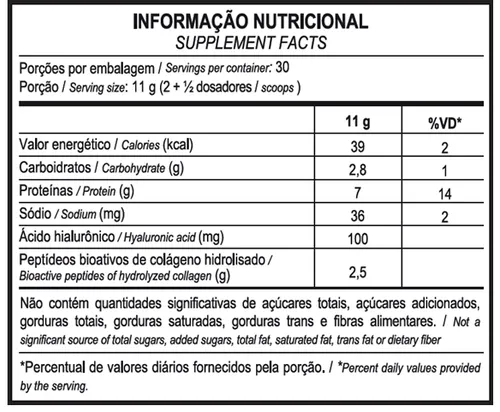 INFORMAÇÃO NUTRICIONAL
SUPPLEMENT FACTS
Porções por embalagem / Servings per container: 30
Porção / Serving size: 11 g (2 + ½ dosadores / scoops )
11 g %VD*
Valor energético / Calories (kcal) 39 2
Carboidratos / Carbohydrate (g) 2,8 1
Proteínas / Protein (g) 7 14
Sódio / Sodium (mg) 36 2
Ácido hialurônico / Hyaluronic acid (mg) 100
Peptídeos bioativos de colágeno hidrolisado /
Bioactive peptides of hydrolyzed collagen (g) 2,5
Não contém quantidades significativas de açúcares totais, açúcares adicionados,
gorduras totais, gorduras saturadas, gorduras trans e fibras alimentares. / Not a
significant source of total sugars, added sugars, total fat, saturated fat, trans fat or dietary fiber
*Percentual de valores diários fornecidos pela porção. / *Percent daily values provided
by the serving.